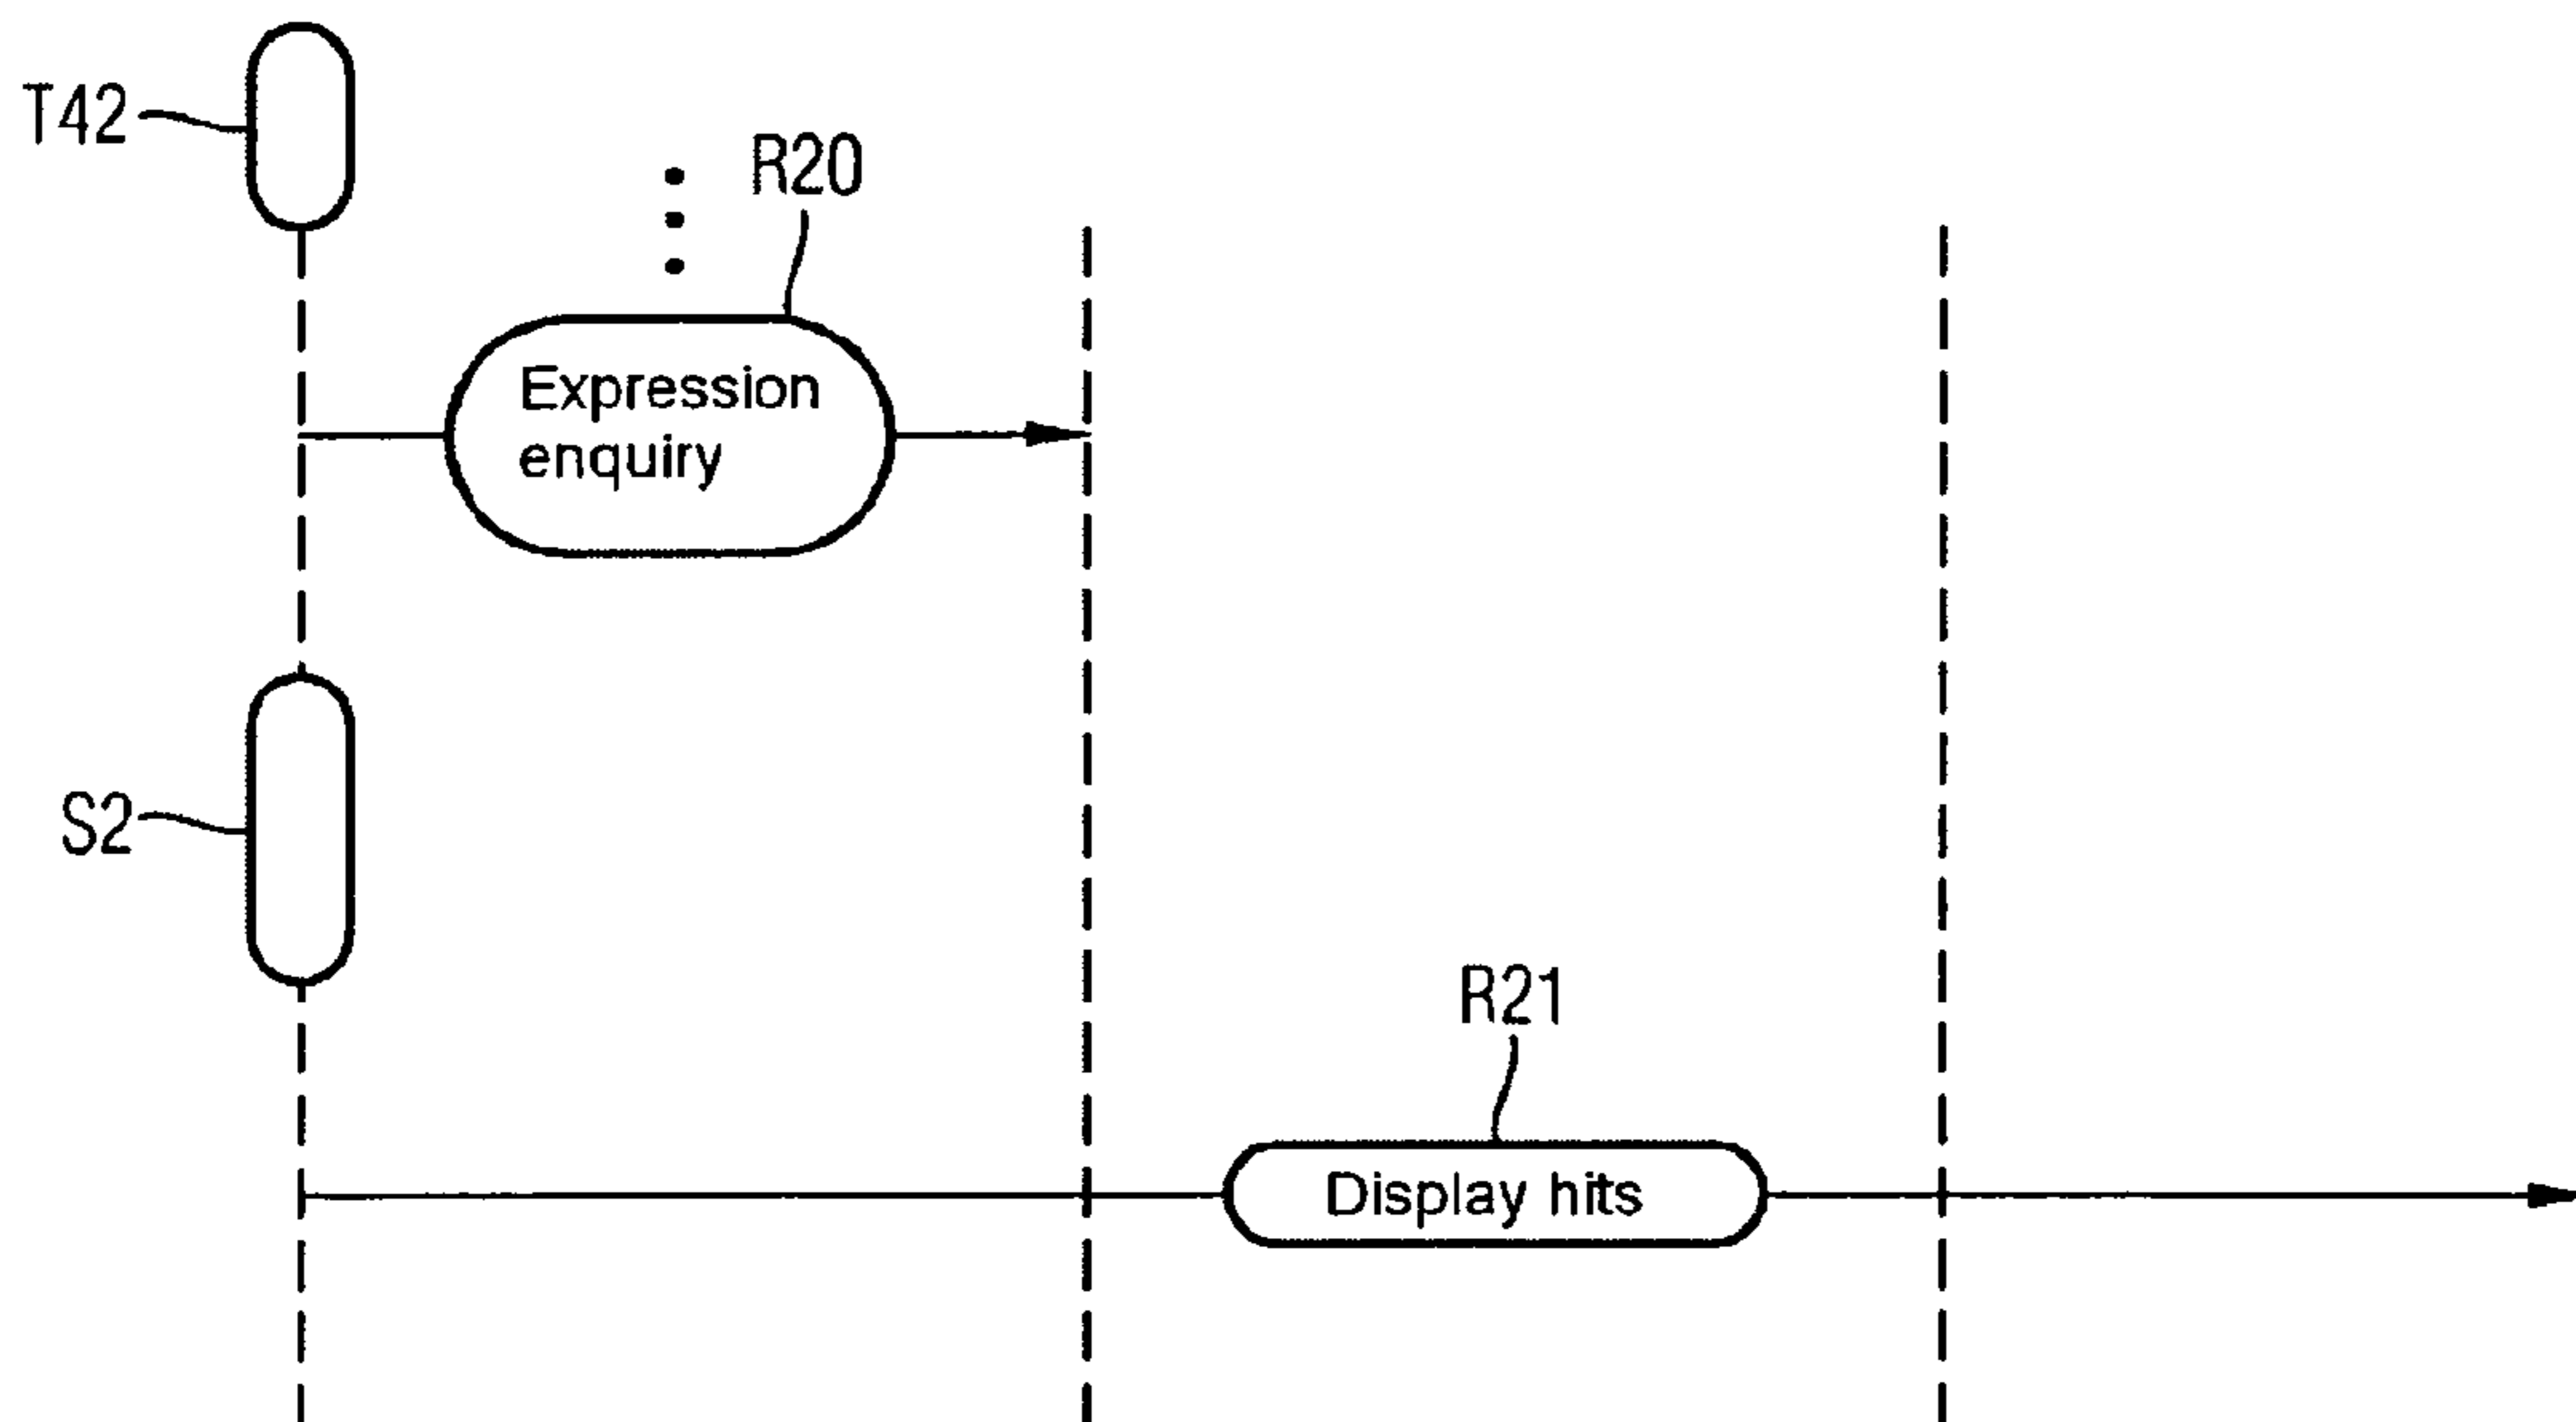 T42
R20
Expression
enquiry
S2
R21
Display hits